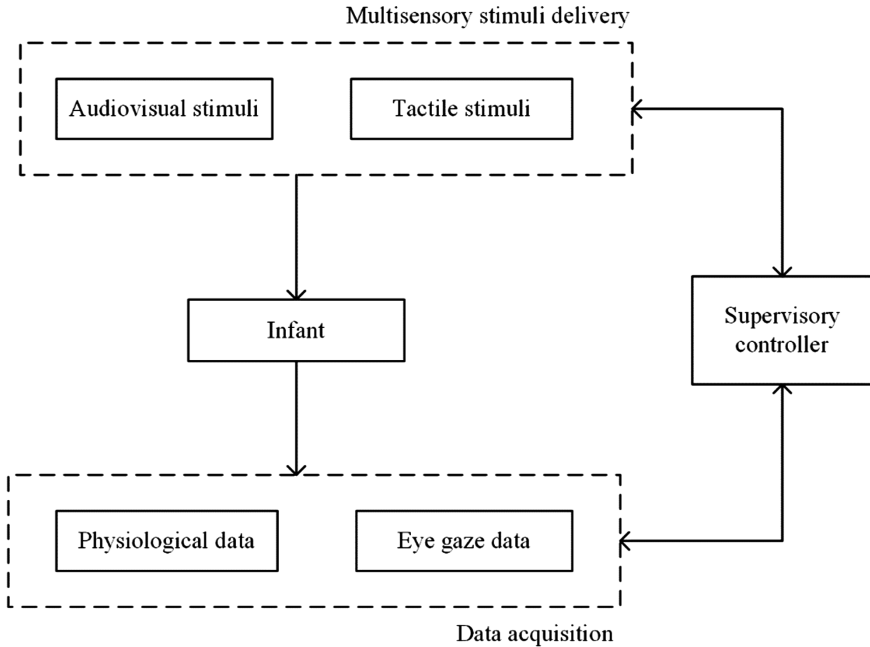 Multisensory stimuli delivery
Audiovisual stimuli
Tactile stimuli
Infant
Supervisory
controller
Physiological data
Eye gaze data
Data acquisition